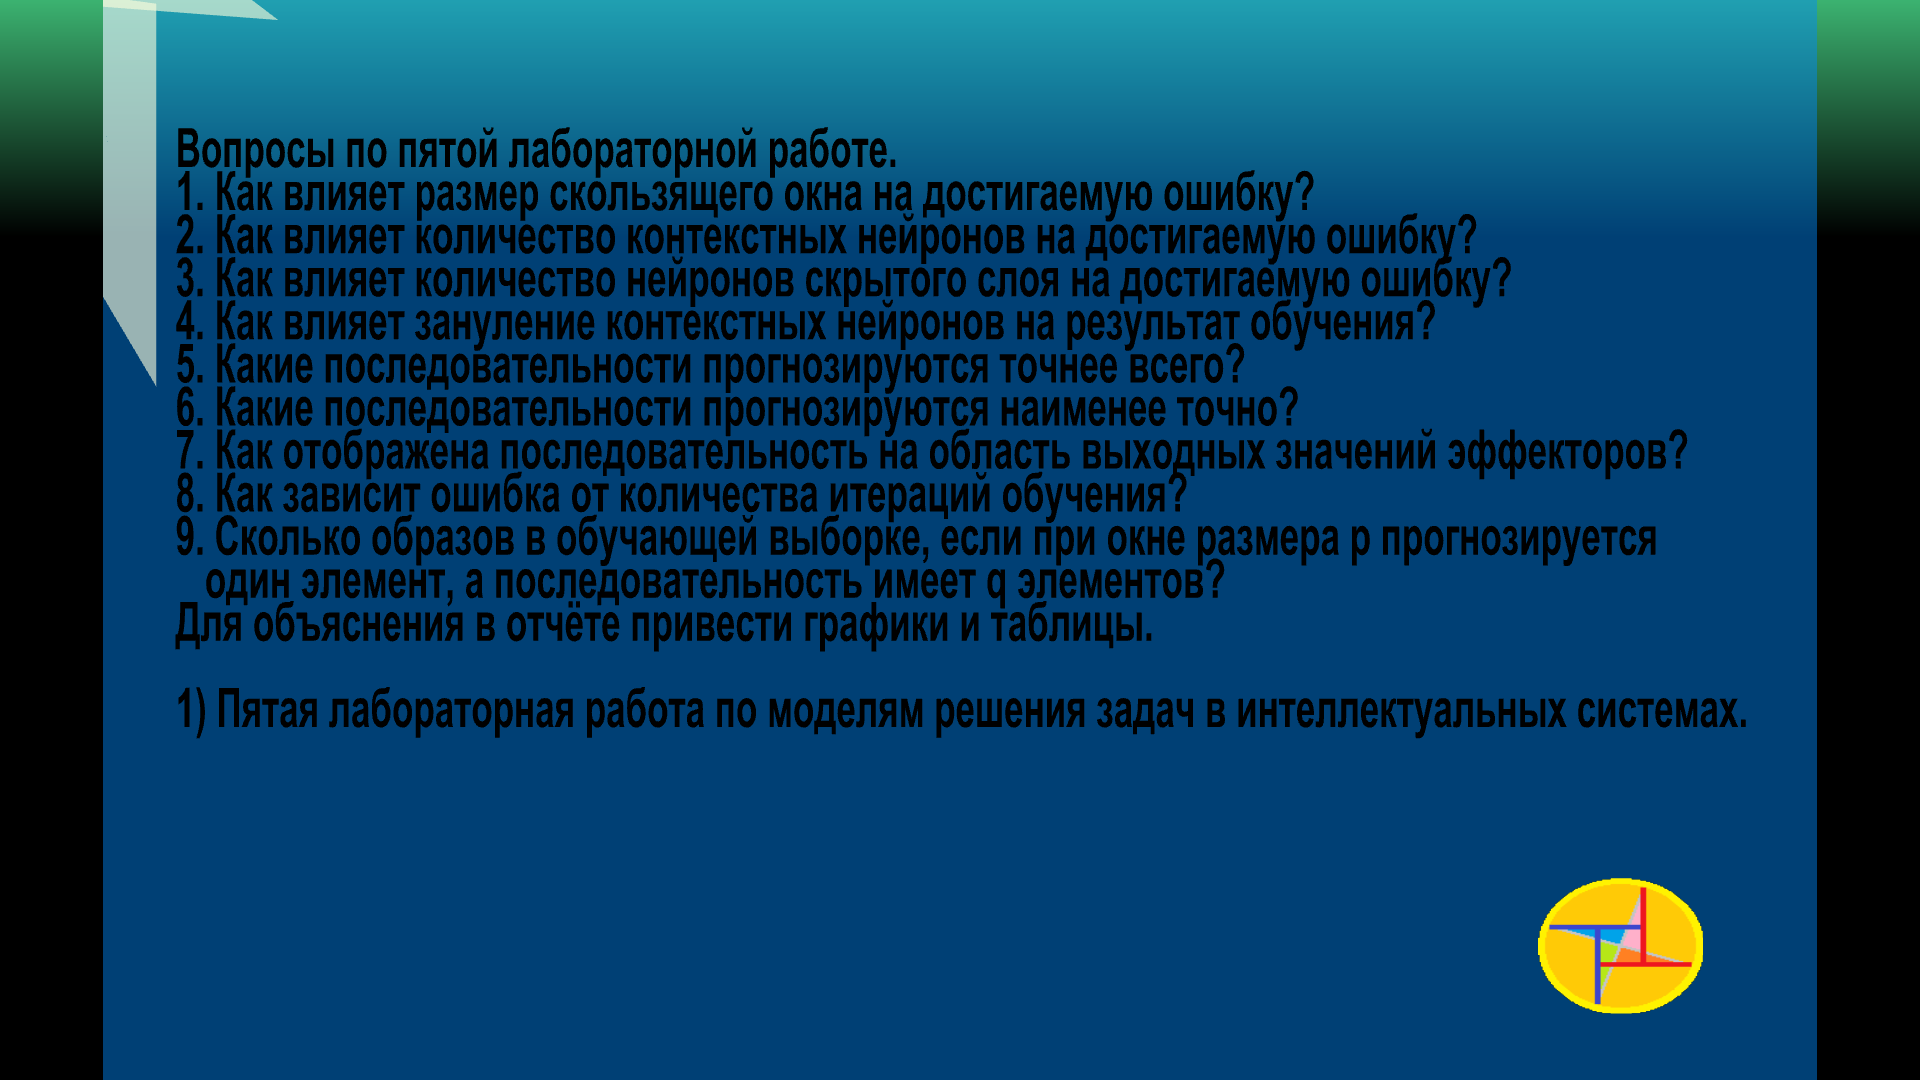 Вопросы по пятой лабораторной работе.
1. Как влияет размер скользящего окна на достигаемую ошибку?
2. Как влияет количество контекстных нейронов на достигаемую ошибку?
3. Как влияет количество нейронов скрытого слоя на достигаемую ошибку?
4. Как влияет зануление контекстных нейронов на результат обучения?
5. Какие последовательности прогнозируются точнее всего?
6. Какие последовательности прогнозируются наименее точно?
7. Как отображена последовательность на область выходных значений эффекторов?
8. Как зависит ошибка от количества итераций обучения?
9. Сколько образов в обучающей выборке, если при окне размера p прогнозируется
один элемент, а последовательность имеет q элементов?
Для объяснения в отчёте привести графики и таблицы.
1) Пятая лабораторная работа по моделям решения задач в интеллектуальных системах.